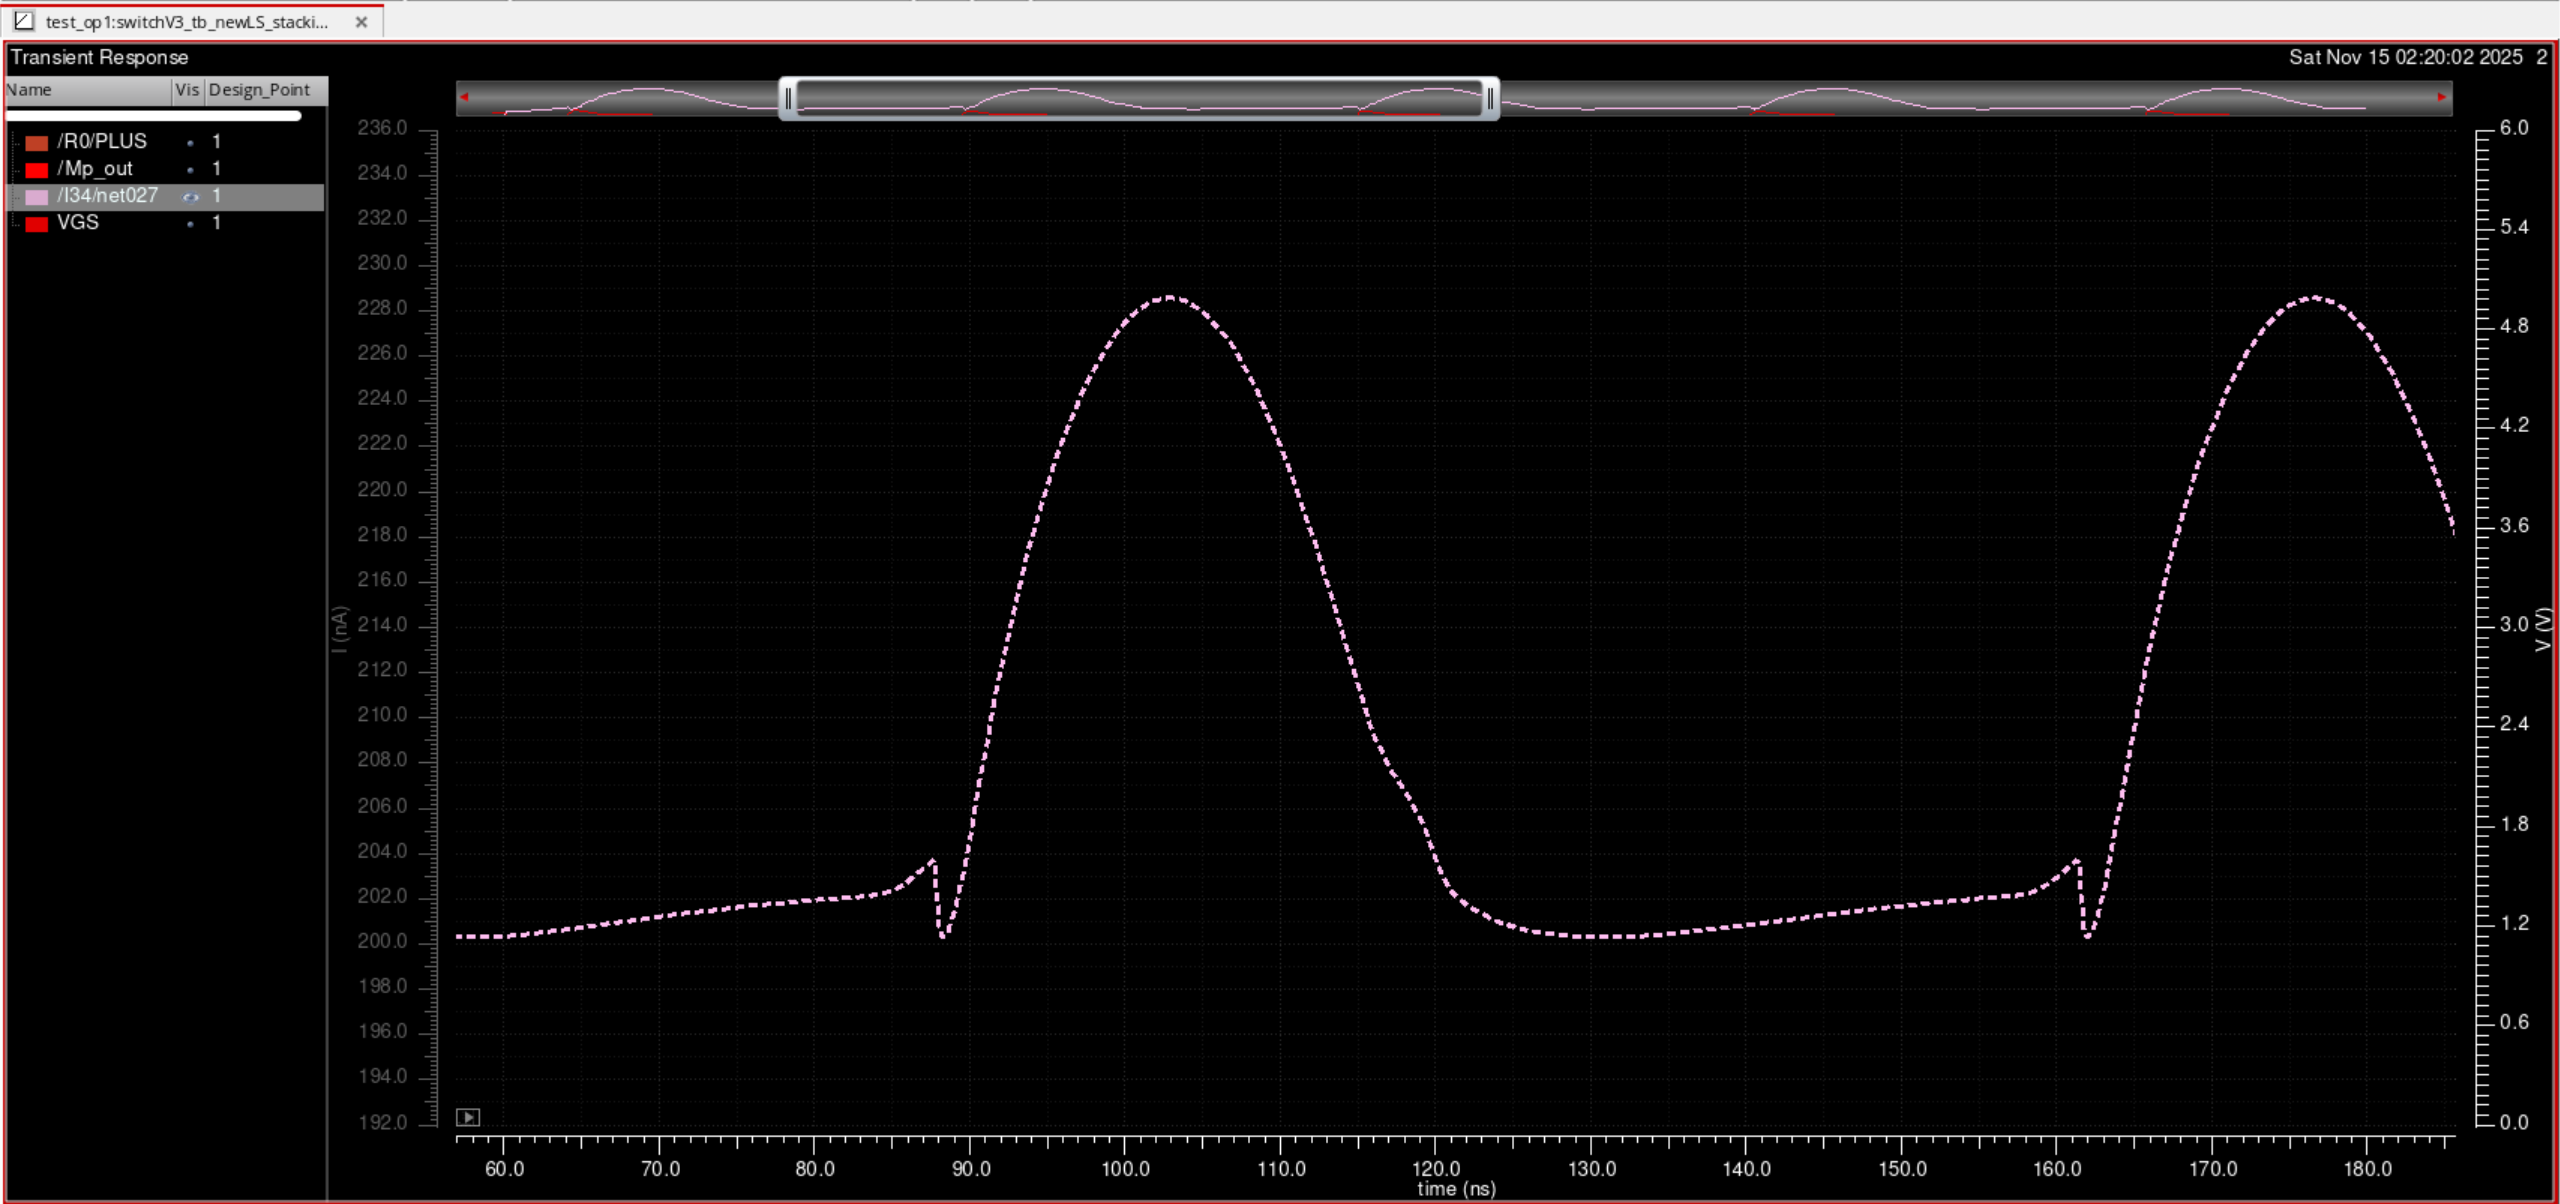 test_op1:switchV3_tb_newLS_stacki...
Transient Response
Sat Nov 15 02:20:02 2025 2
Name Vis Design_Point
/R0/PLUS 1
/Mp_out 1
/I34/net027 1
VGS 1
236.0
234.0
232.0
230.0
228.0
226.0
224.0
222.0
220.0
218.0
216.0
214.0
212.0
210.0
208.0
206.0
204.0
202.0
200.0
198.0
196.0
194.0
192.0
I (nA)
6.0
5.4
4.8
4.2
3.6
3.0
2.4
1.8
1.2
0.6
0.0
V (V)
60.0 70.0 80.0 90.0 100.0 110.0 120.0 130.0 140.0 150.0 160.0 170.0 180.0
time (ns)